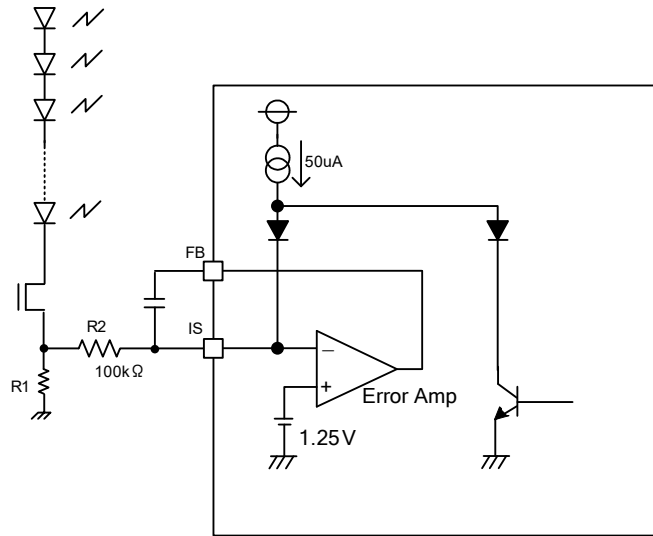 50uA
FB
R2
IS
100kΩ
R1
−
+
Error Amp
1.25V